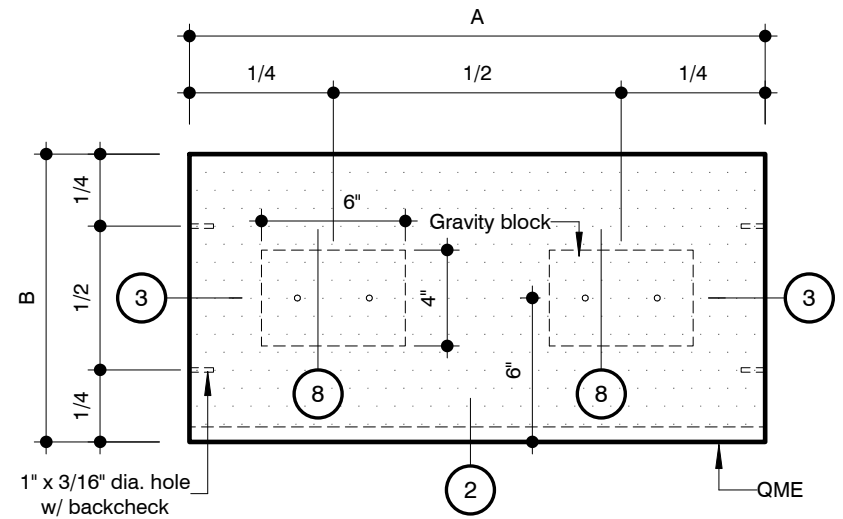 A
1/4
1/2
1/4
1/4
6"
Gravity block
B
1/2
3
4"
3
6"
8
8
1/4
1" x 3/16" dia. hole
w/ backcheck
2
QME